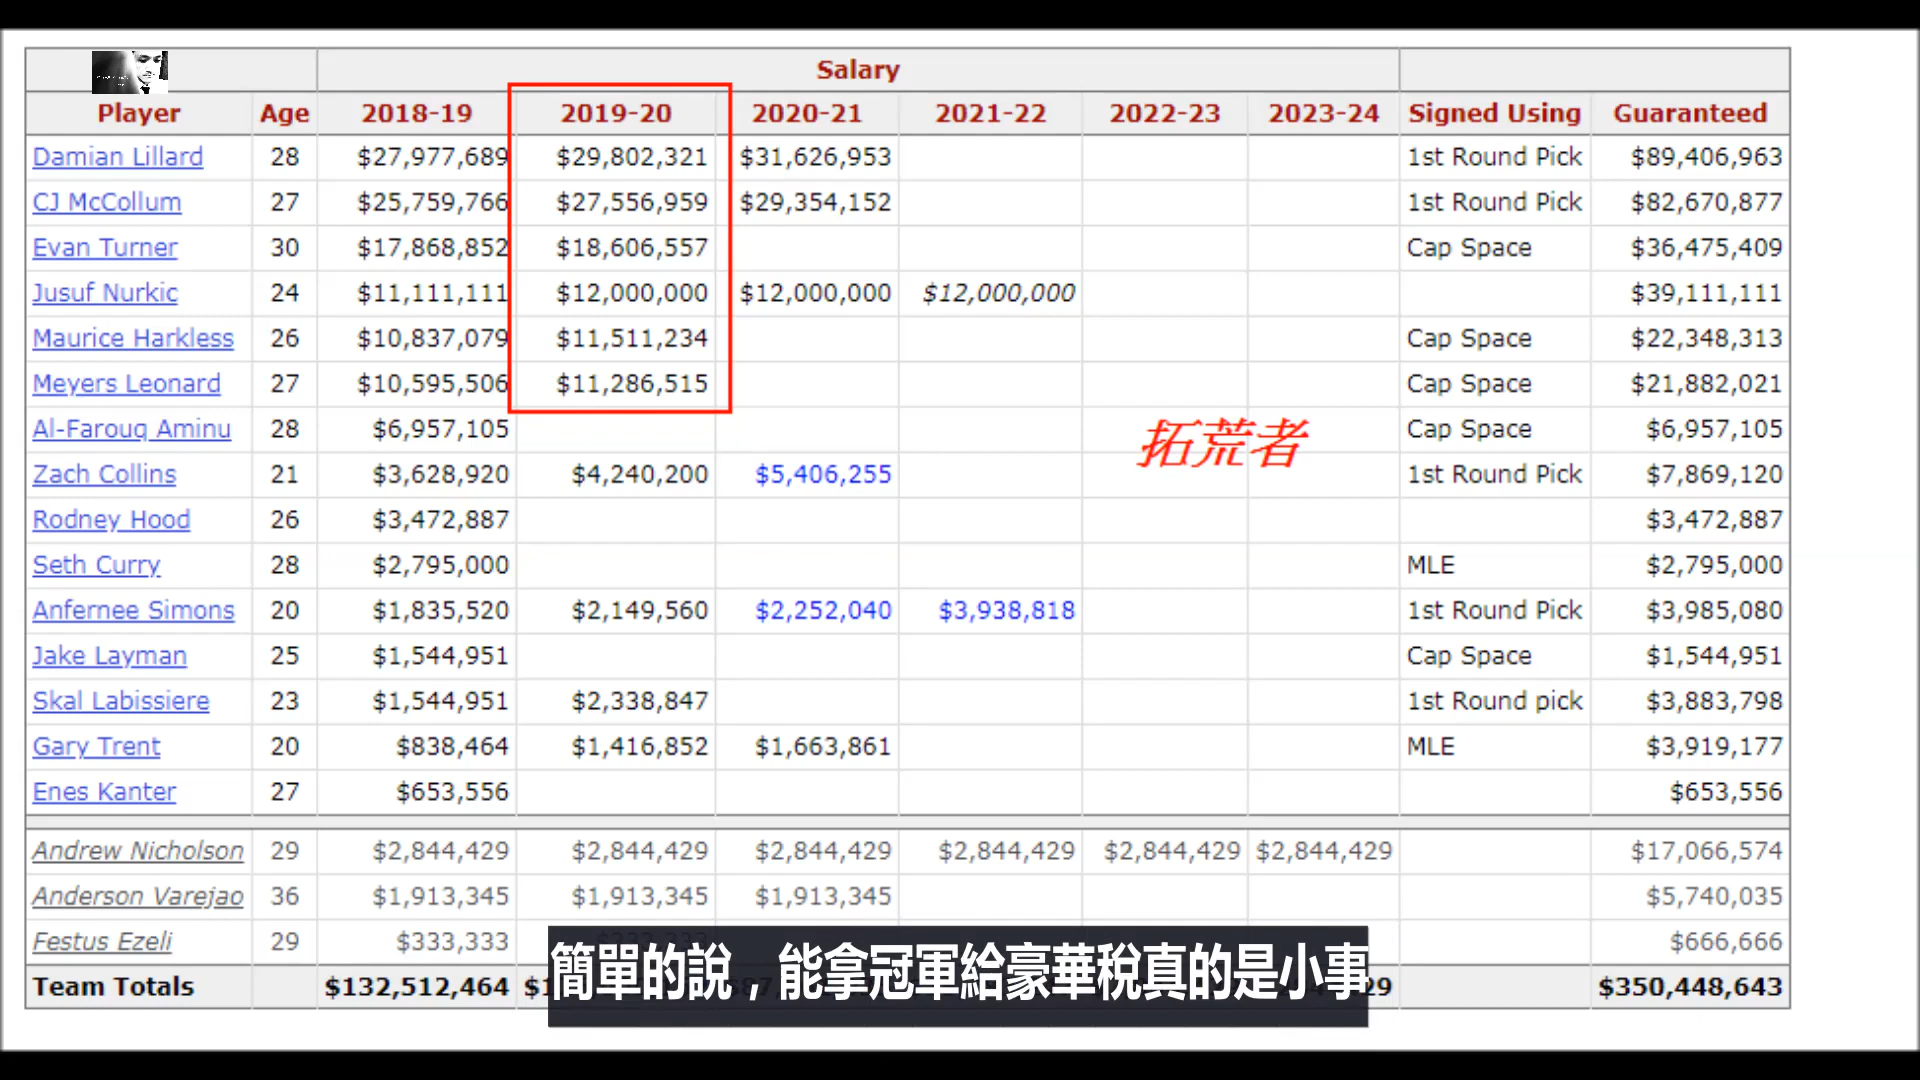 Salary
Player Age 2018-19 2019-20 2020-21 2021-22 2022-23 2023-24 Signed Using Guaranteed
Damian Lillard 28 $27,977,689 $29,802,321 $31,626,953 1st Round Pick $89,406,963
CJ McCollum 27 $25,759,766 $27,556,959 $29,354,152 1st Round Pick $82,670,877
Evan Turner 30 $17,868,852 $18,606,557 Cap Space $36,475,409
Jusuf Nurkic 24 $11,111,111 $12,000,000 $12,000,000 $12,000,000 $39,111,111
Maurice Harkless 26 $10,837,079 $11,511,234 Cap Space $22,348,313
Meyers Leonard 27 $10,595,506 $11,286,515 Cap Space $21,882,021
Al-Farouq Aminu 28 $6,957,105 Cap Space $6,957,105
拓荒者
Zach Collins 21 $3,628,920 $4,240,200 $5,406,255 1st Round Pick $7,869,120
Rodney Hood 26 $3,472,887 $3,472,887
Seth Curry 28 $2,795,000 MLE $2,795,000
Anfernee Simons 20 $1,835,520 $2,149,560 $2,252,040 $3,938,818 1st Round Pick $3,985,080
Jake Layman 25 $1,544,951 Cap Space $1,544,951
Skal Labissiere 23 $1,544,951 $2,338,847 1st Round pick $3,883,798
Gary Trent 20 $838,464 $1,416,852 $1,663,861 MLE $3,919,177
Enes Kanter 27 $653,556 $653,556
Andrew Nicholson 29 $2,844,429 $2,844,429 $2,844,429 $2,844,429 $2,844,429 $2,844,429 $17,066,574
Anderson Varejao 36 $1,913,345 $1,913,345 $1,913,345 $5,740,035
Festus Ezeli 29 $333,333 $666,666
Team Totals $132,512,464 $350,448,643
簡單的說，能拿冠軍給豪華稅真的是小事